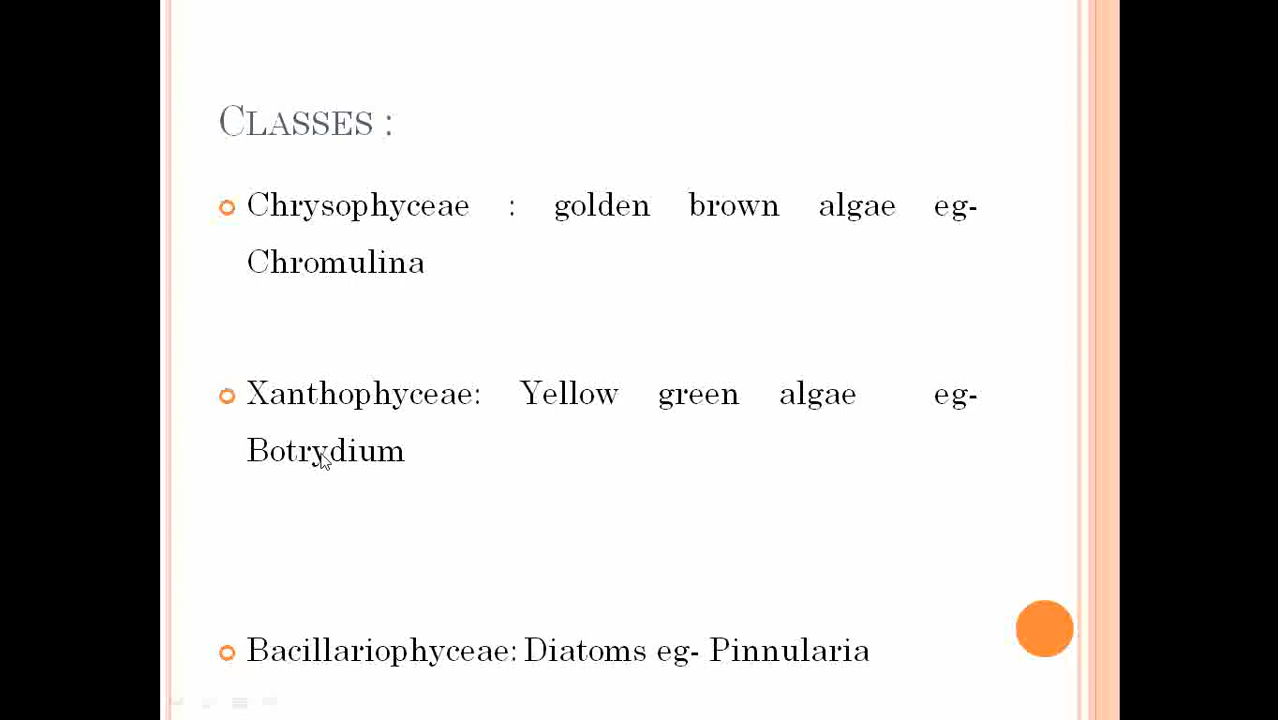 CLASSES :
Chrysophyceae : golden brown algae eg-
Chromulina
Xanthophyceae: Yellow green algae eg-
Botrydium
Bacillariophyceae: Diatoms eg- Pinnularia